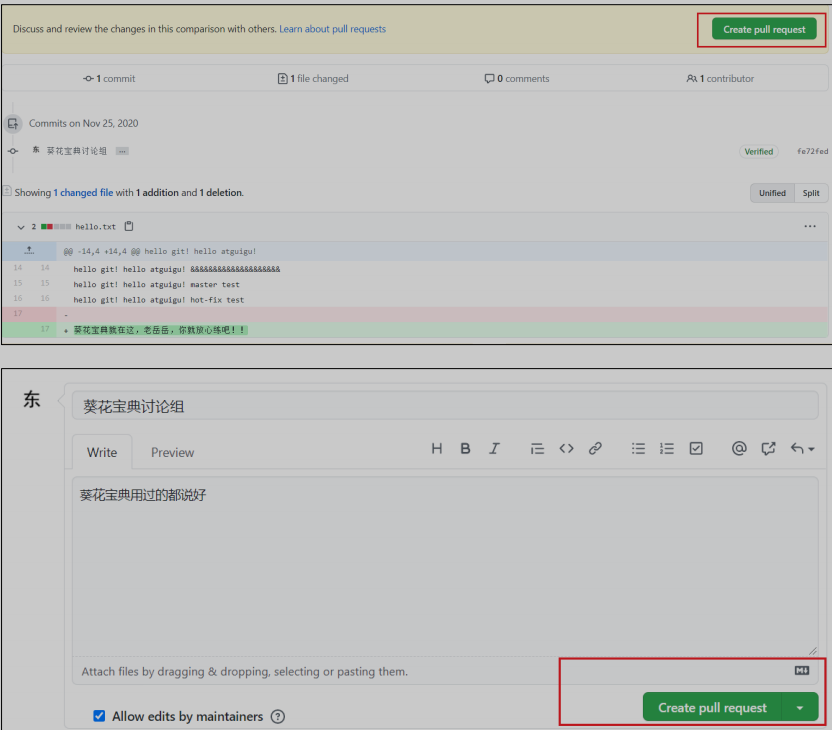 Discuss and review the changes in this comparison with others. Learn about pull requests
Create pull request
1 commit
1 file changed
0 comments
1 contributor
Commits on Nov 25, 2020
东 葵花宝典讨论组 ...
Verified
fe72fed
Showing 1 changed file with 1 addition and 1 deletion.
Unified Split
2 hello.txt
@@ -14,4 +14,4 @@ hello git! hello atguigu!
14 14 hello git! hello atguigu! &&&&&&&&&&&&&&&&&&&&
15 15 hello git! hello atguigu! master test
16 16 hello git! hello atguigu! hot-fix test
17 -
17 + 葵花宝典就在这，老岳岳，你就放心练吧！！
东
葵花宝典讨论组
Write Preview
葵花宝典用过的都说好
Attach files by dragging & dropping, selecting or pasting them.
Allow edits by maintainers
Create pull request